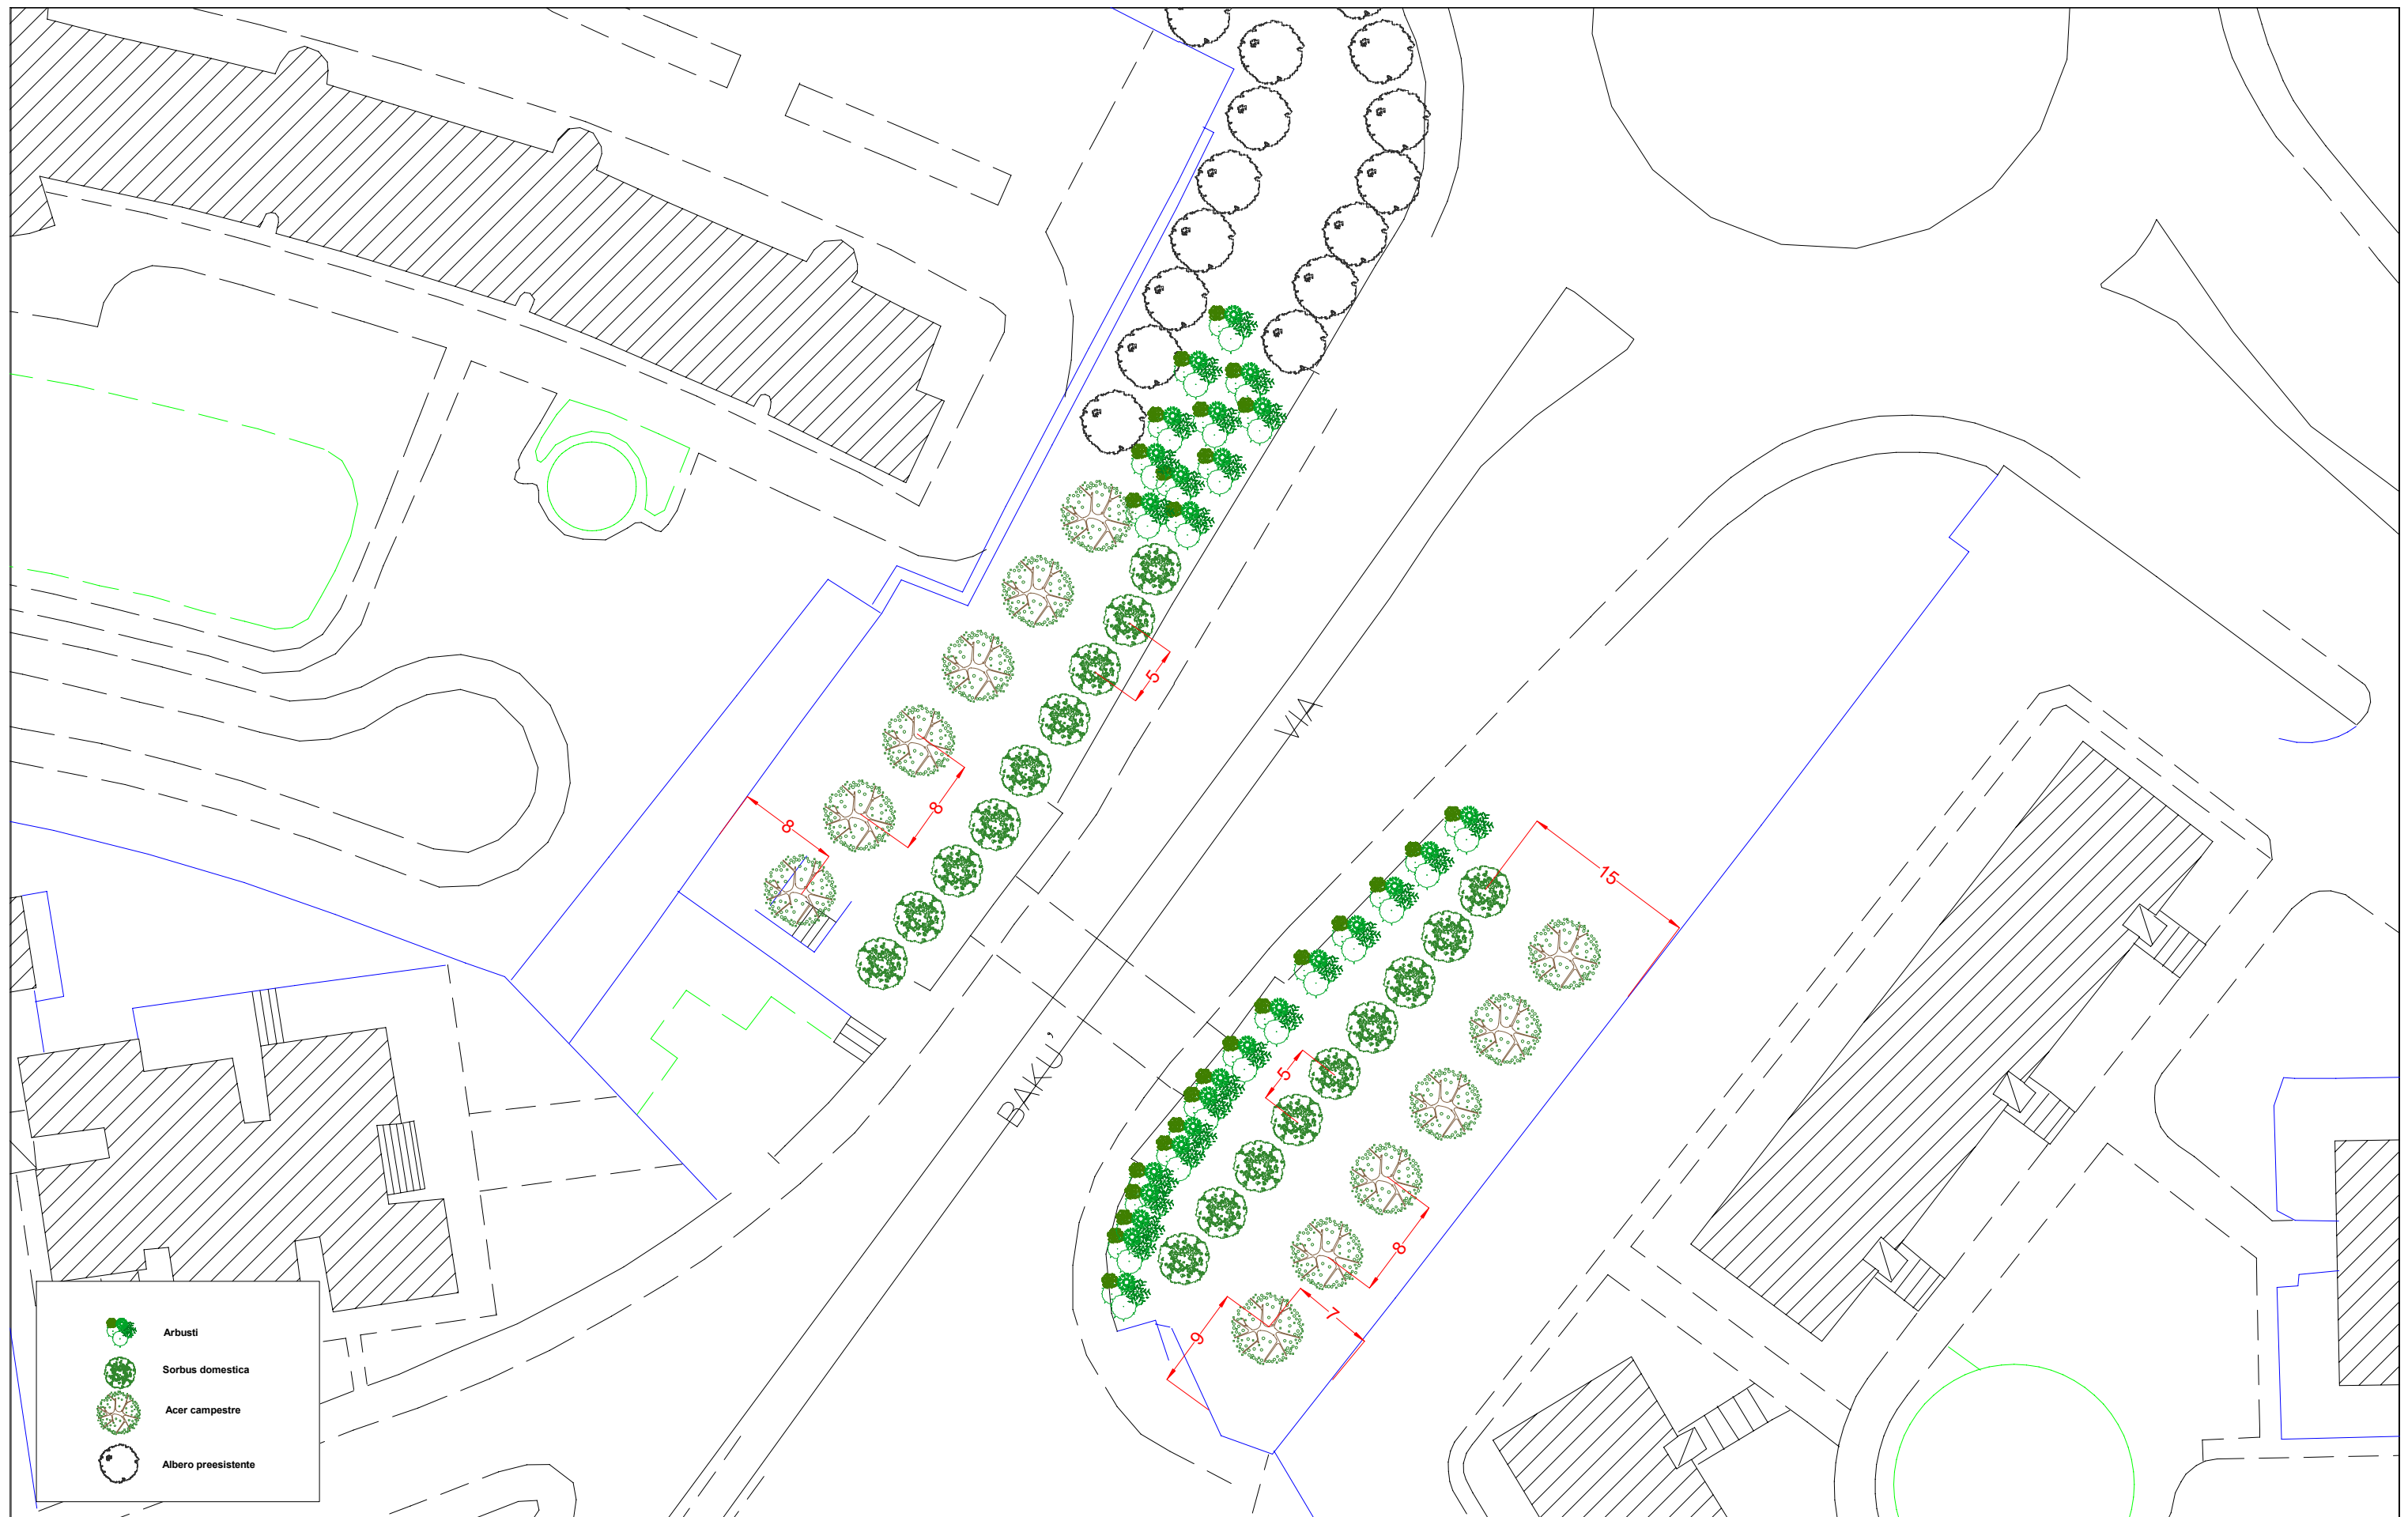 5
VIA
8
8
15
BAKU'
5
8
7
9
Arbusti
Sorbus domestica
Acer campestre
Albero preesistente